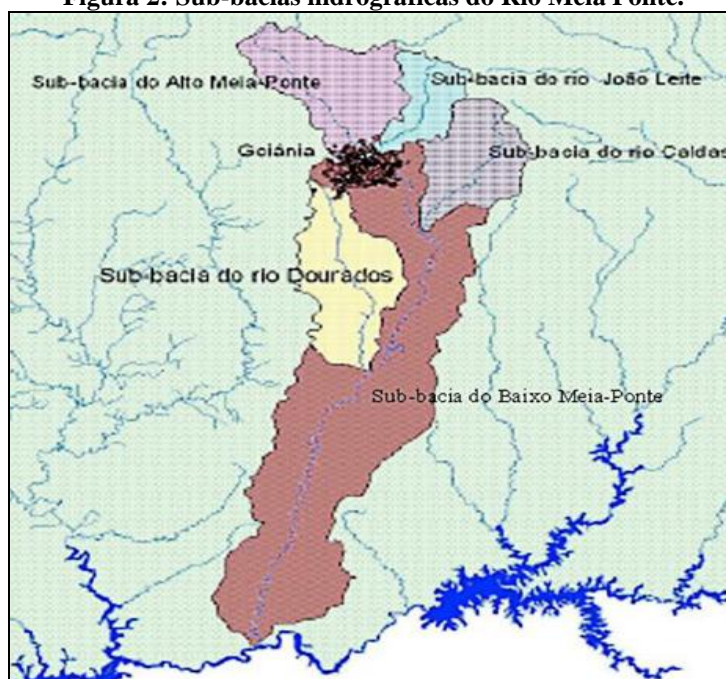 Figura 2: Sub-bacias hidrográficas do Rio Meia Ponte.
Sub-bacia do Alto Meia-Ponte
Sub-bacia do rio João Leite
Goiânia
Sub-bacia do rio Caldas
Sub-bacia do rio Dourados
Sub-bacia do Baixo Meia-Ponte